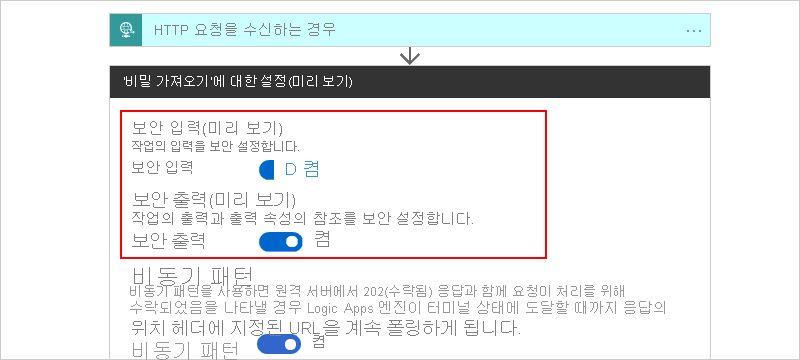 HTTP 요청을 수신하는 경우
...
'비밀 가져오기'에 대한 설정(미리 보기)
보안 입력(미리 보기)
작업의 입력을 보안 설정합니다.
보안 입력 D 켬
보안 출력(미리 보기)
작업의 출력과 출력 속성의 참조를 보안 설정합니다.
보안 출력 켬
비동기 패턴
비동기 패턴을 사용하면 원격 서버에서 202(수락됨) 응답과 함께 요청이 처리를 위해
수락되었음을 나타낼 경우 Logic Apps 엔진이 터미널 상태에 도달할 때까지 응답의
위치 헤더에 지정된 URL을 계속 폴링하게 됩니다.
비동기 패턴 켬